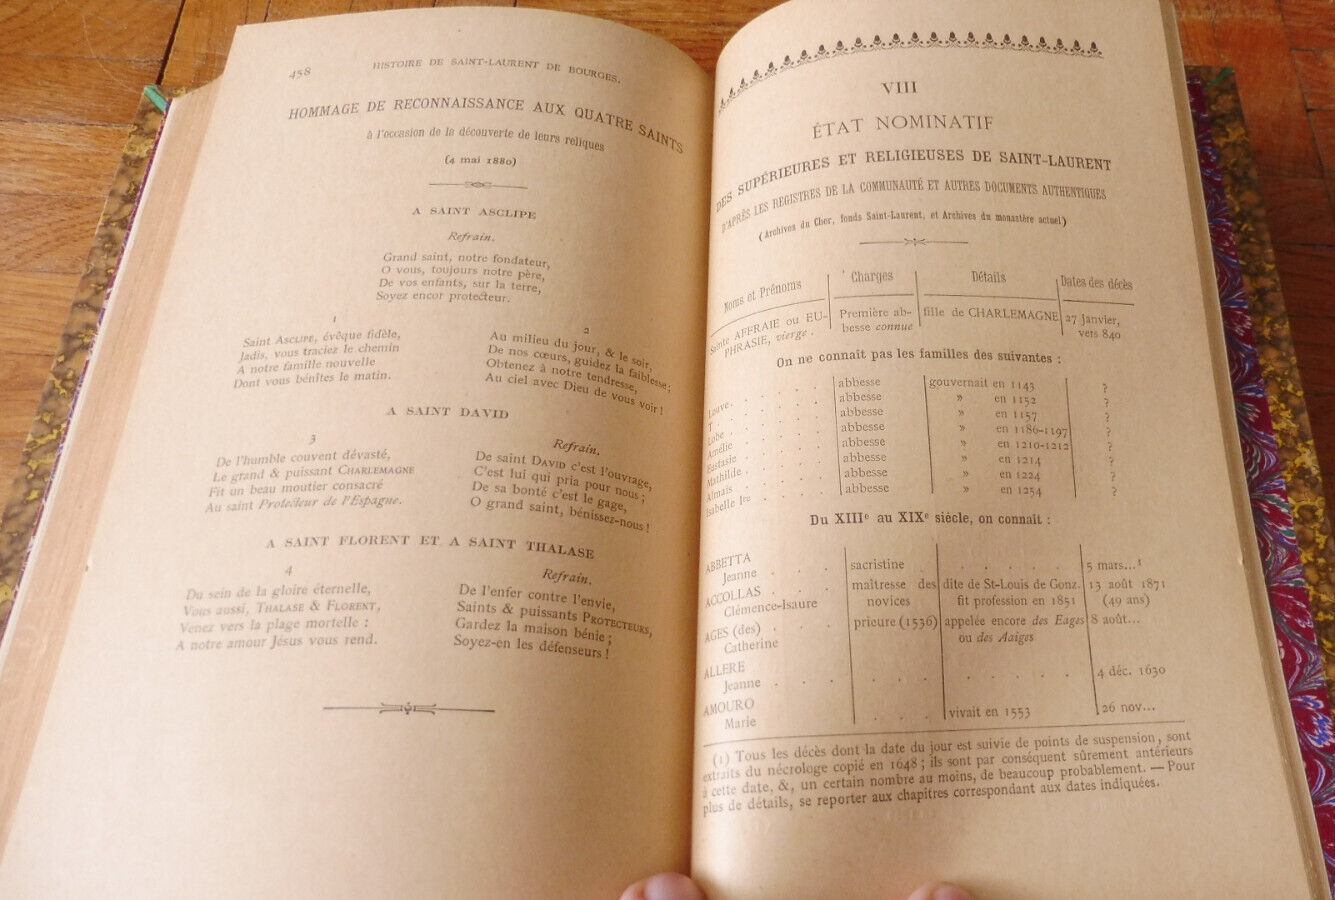 458 HISTOIRE DE SAINT-LAURENT DE BOURGES.
HOMMAGE DE RECONNAISSANCE AUX QUATRE SAINTS
à l'occasion de la découverte de leurs reliques
(4 mai 1880)
A SAINT ASCLIPE
Refrain.
Grand saint, notre fondateur,
O vous, toujours notre père,
De vos enfants, sur la terre,
Soyez encor protecteur.
1
Saint ASCLIPE, évêque fidèle,
Jadis, vous traciez le chemin
A notre famille nouvelle
Dont vous bénîtes le matin.
2
Au milieu du jour, & le soir,
De nos cœurs, guidez la faiblesse;
Obtenez à notre tendresse,
Au ciel avec Dieu de vous voir!
A SAINT DAVID
3
De l'humble couvent dévasté,
Le grand & puissant CHARLEMAGNE
Fit un beau moutier consacré
Au saint Protecteur de l'Espagne.
Refrain.
De saint DAVID c'est l'ouvrage,
C'est lui qui pria pour nous;
De sa bonté c'est le gage,
O grand saint, bénissez-nous!
A SAINT FLORENT ET A SAINT THALASE
4
Du sein de la gloire éternelle,
Vous aussi, THALASE & FLORENT,
Venez vers la plage mortelle:
A notre amour Jésus vous rend.
Refrain.
De l'enfer contre l'envie,
Saints & puissants PROTECTEURS,
Gardez la maison bénie;
Soyez-en les défenseurs!
VIII
ÉTAT NOMINATIF
DES SUPÉRIEURES ET RELIGIEUSES DE SAINT-LAURENT
D'APRÈS LES REGISTRES DE LA COMMUNAUTÉ ET AUTRES DOCUMENTS AUTHENTIQUES
(Archives du Cher, fonds Saint-Laurent, et Archives du monastère actuel)
Noms et Prénoms Charges Détails Dates des décès
Sainte AFFRAIE ou EU- Première ab- fille de CHARLEMAGNE 27 janvier,
PHRASIE, vierge. besse connue vers 840
On ne connaît pas les familles des suivantes:
Louve. . . . . . abbesse gouvernait en 1143 ?
T . . . . . . abbesse » en 1152 ?
Lobe . . . . . . abbesse » en 1157 ?
Amélie . . . . . abbesse » en 1186-1197 ?
Eustasie . . . . . abbesse » en 1210-1212 ?
Mathilde . . . . . abbesse » en 1214 ?
Almais . . . . . abbesse » en 1224 ?
Isabelle Ire . . . . abbesse » en 1254 ?
Du XIIIe au XIXe siècle, on connaît:
ABBETTA
Jeanne . . . . sacristine . . . . . . 5 mars...1
ACCOLLAS . . . maîtresse des dite de St-Louis de Gonz. 13 août 1871
Clémence-Isaure novices fit profession en 1851 (49 ans)
AGES (des) . . . prieure (1536) appelée encore des Eages 8 août...
Catherine ou des Aaiges
ALLERE
Jeanne . . . . . . . . . . . . 4 déc. 1630
AMOURO
Marie . . . . vivait en 1553 26 nov...
(1) Tous les décès dont la date du jour est suivie de points de suspension, sont
extraits du nécrologe copié en 1648; ils sont par conséquent sûrement antérieurs
à cette date, &, un certain nombre au moins, de beaucoup probablement. — Pour
plus de détails, se reporter aux chapitres correspondant aux dates indiquées.